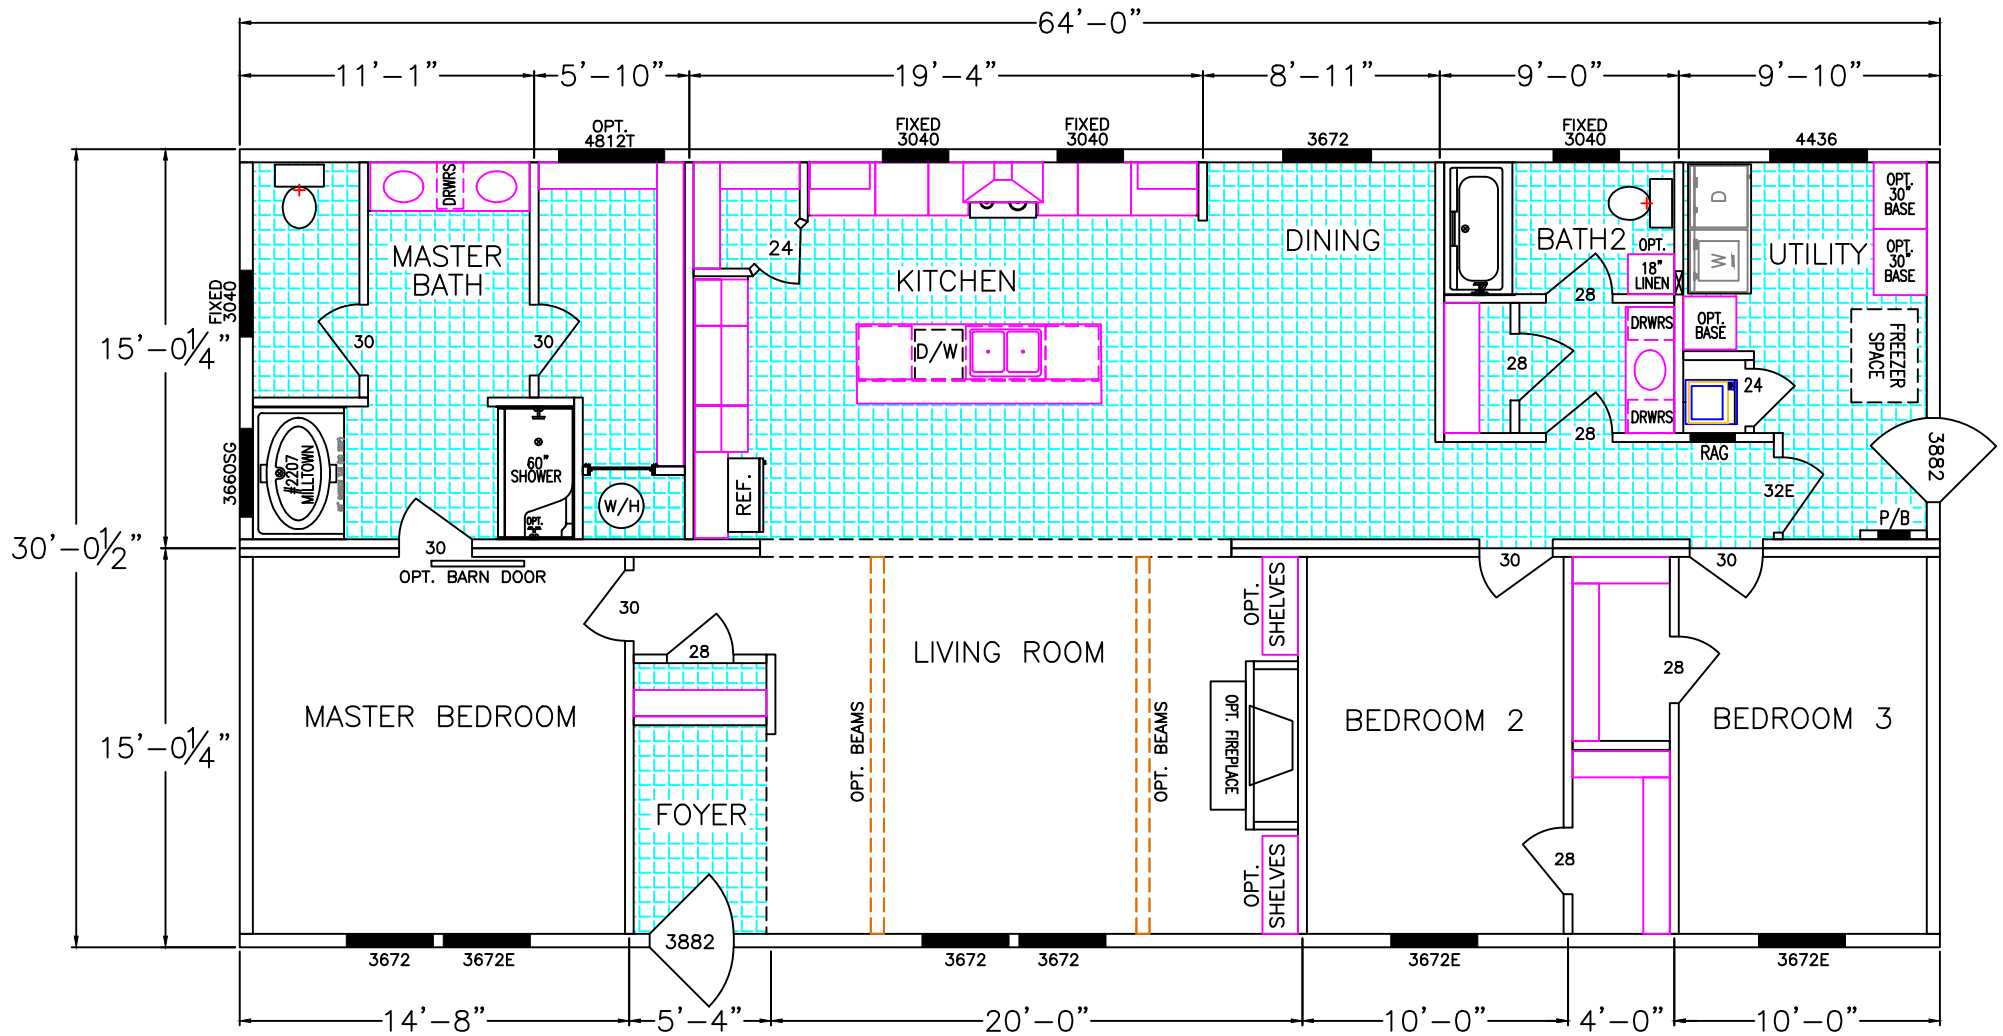 64'-0"
11'-1"
5'-10"
19'-4"
8'-11"
9'-0"
9'-10"
OPT.
4812T
FIXED
3040
FIXED
3040
3672
FIXED
3040
4436
DRWRS
MASTER
BATH
24
KITCHEN
DINING
BATH2
OPT.
18"
LINEN
D
W
UTILITY
OPT.
30"
BASE
OPT.
30"
BASE
FIXED
3040
30
30
28
D/W
28
DRWRS
DRWRS
28
OPT.
BASE
24
FREEZER
SPACE
15'-0¼"
3660SG
#2207
MILLTOWN
60"
SHOWER
OPT.
W/H
REF.
RAG
32E
3882
P/B
30'-0½"
30
OPT. BARN DOOR
30
30
30
28
OPT.
SHELVES
LIVING ROOM
28
MASTER BEDROOM
BEDROOM 2
BEDROOM 3
15'-0¼"
OPT. BEAMS
OPT. BEAMS
OPT. FIREPLACE
FOYER
28
OPT.
SHELVES
3882
3672
3672E
3672
3672
3672E
3672E
14'-8"
5'-4"
20'-0"
10'-0"
4'-0"
10'-0"